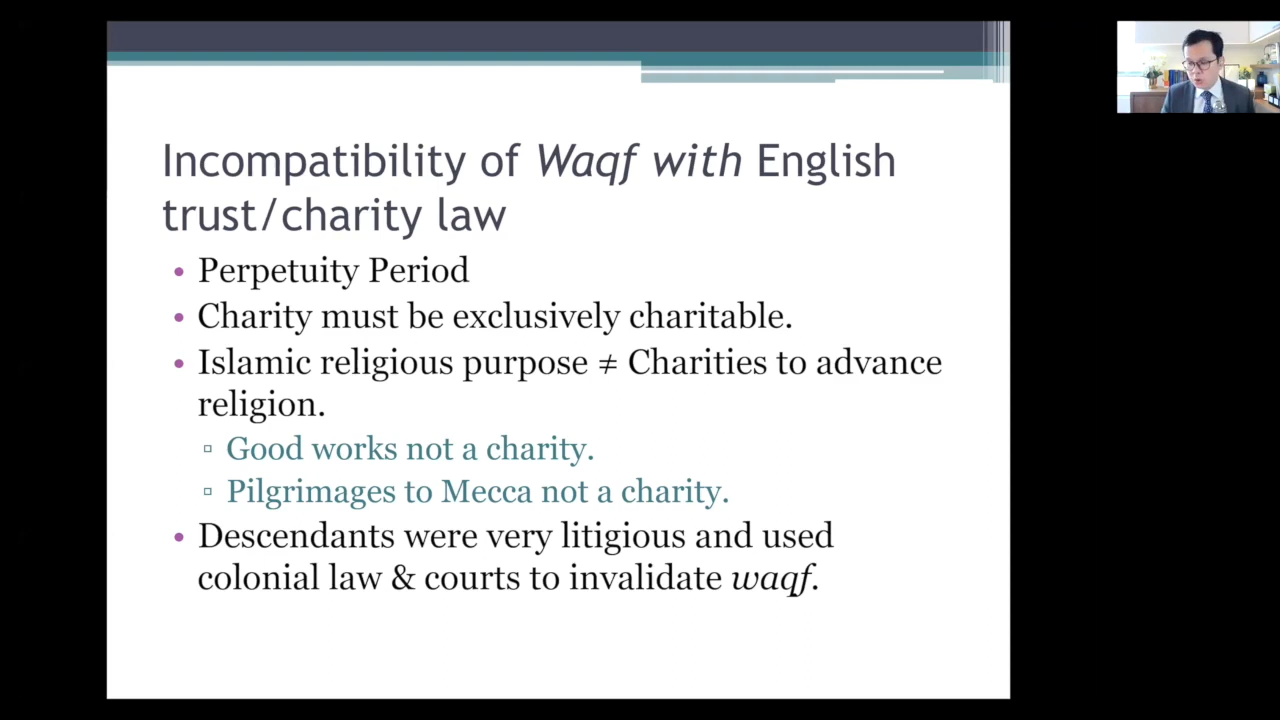 Incompatibility of Waqf with English
trust/charity law
• Perpetuity Period
• Charity must be exclusively charitable.
• Islamic religious purpose ≠ Charities to advance
religion.
▫ Good works not a charity.
▫ Pilgrimages to Mecca not a charity.
• Descendants were very litigious and used
colonial law & courts to invalidate waqf.